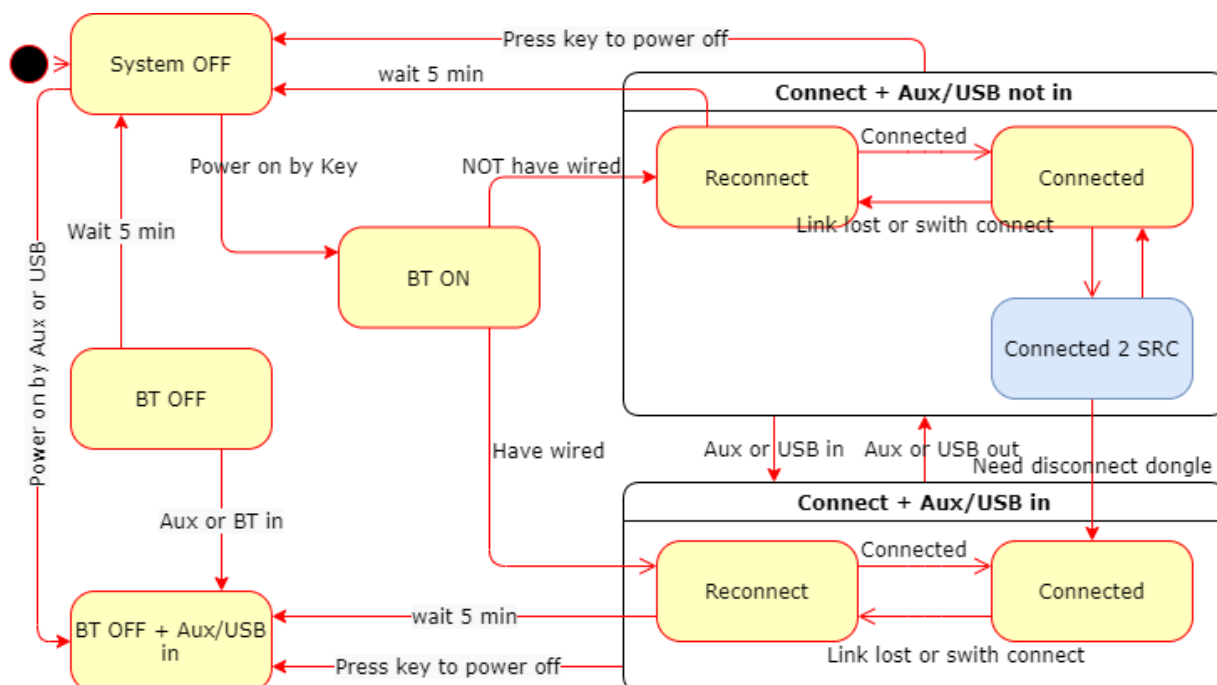 Press key to power off
System OFF
wait 5 min
Connect + Aux/USB not in
Power on by Key
NOT have wired
Reconnect
Connected
Connected
Link lost or swith connect
Wait 5 min
BT ON
Power on by Aux or USB
Connected 2 SRC
BT OFF
Have wired
Aux or USB in
Aux or USB out
Need disconnect dongle
Connect + Aux/USB in
Aux or BT in
Reconnect
Connected
Connected
wait 5 min
BT OFF + Aux/USB
in
Link lost or swith connect
Press key to power off